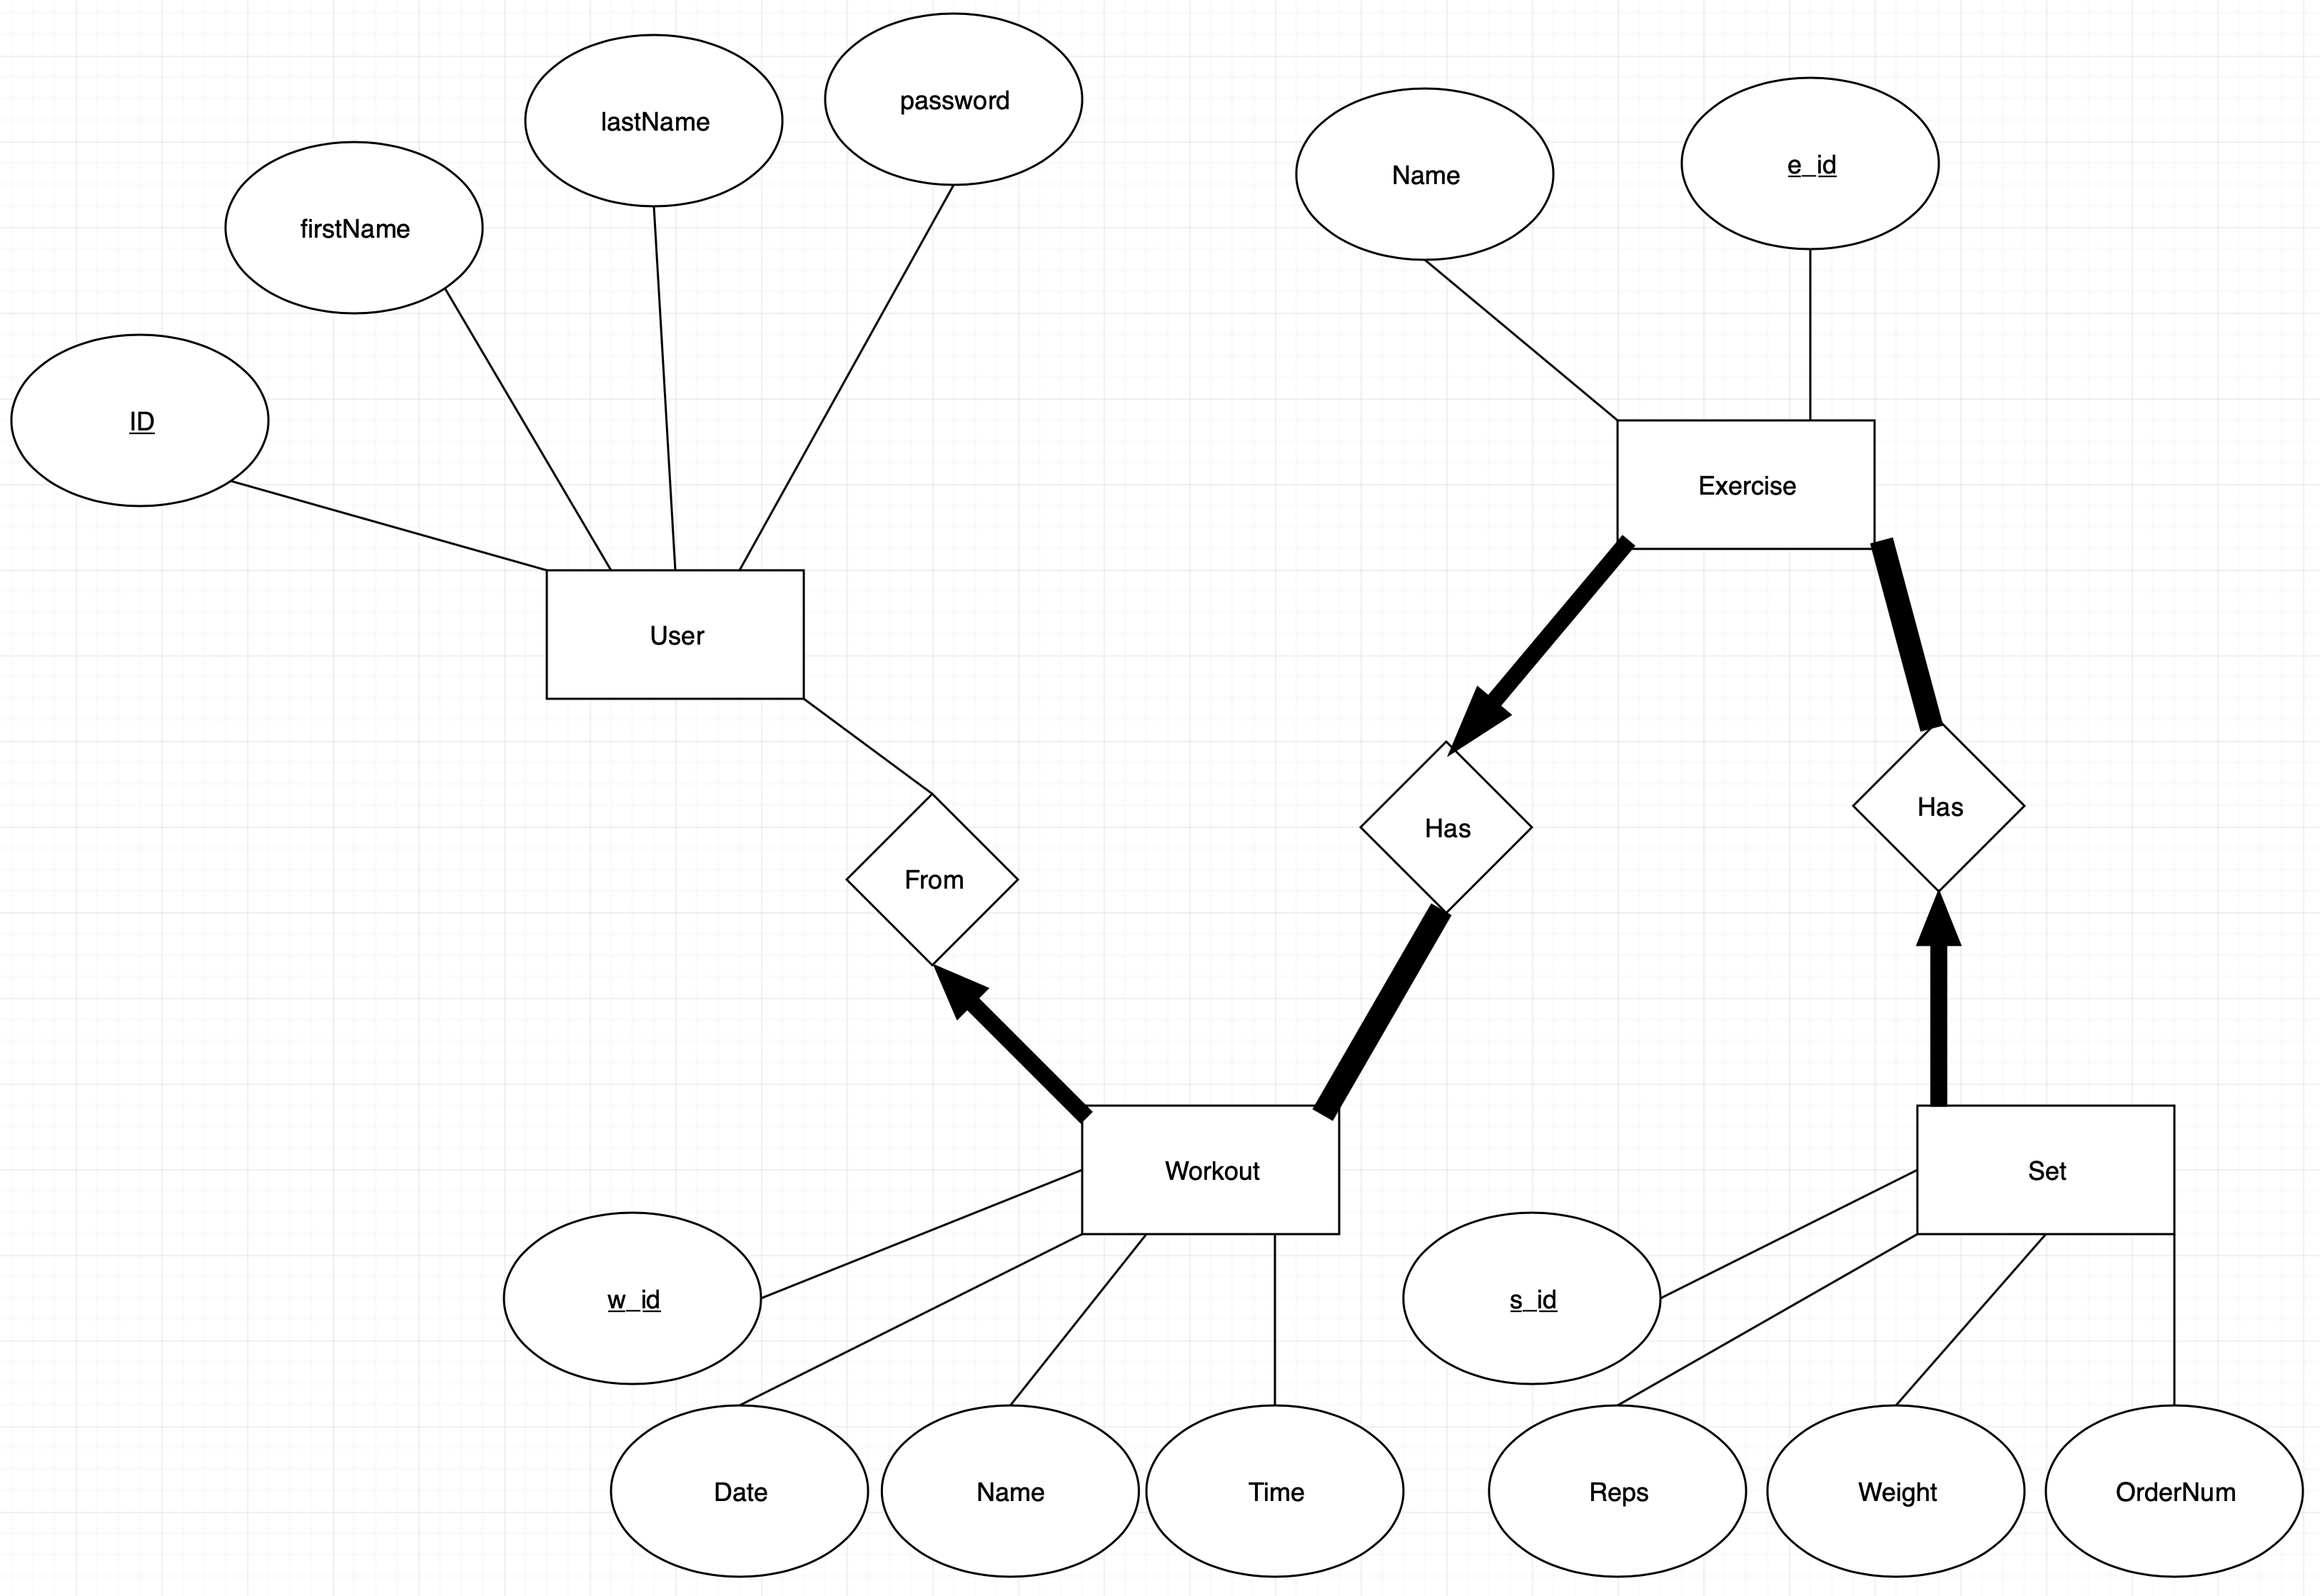 password
lastName
Name
e_id
firstName
ID
Exercise
User
Has
Has
From
Workout
Set
w_id
s_id
Date
Name
Time
Reps
Weight
OrderNum